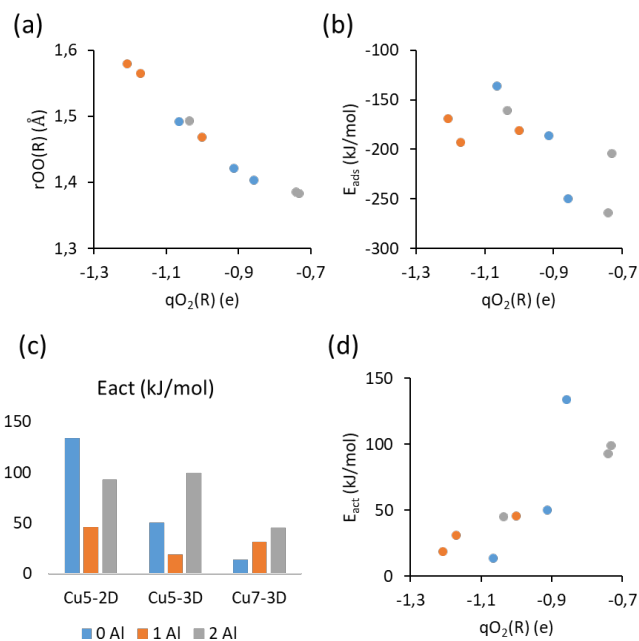 (a)
1,6
1,5
1,4
1,3
rOO(R) (Å)
-1,3
-1,1
-0,9
-0,7
qO₂(R) (e)
(b)
-100
-150
-200
-250
-300
E_ads (kJ/mol)
-1,3
-1,1
-0,9
-0,7
qO₂(R) (e)
(c)
Eact (kJ/mol)
150
100
50
0
Cu5-2D
Cu5-3D
Cu7-3D
0 Al
1 Al
2 Al
(d)
150
100
50
0
E_act (kJ/mol)
-1,3
-1,1
-0,9
-0,7
qO₂(R) (e)